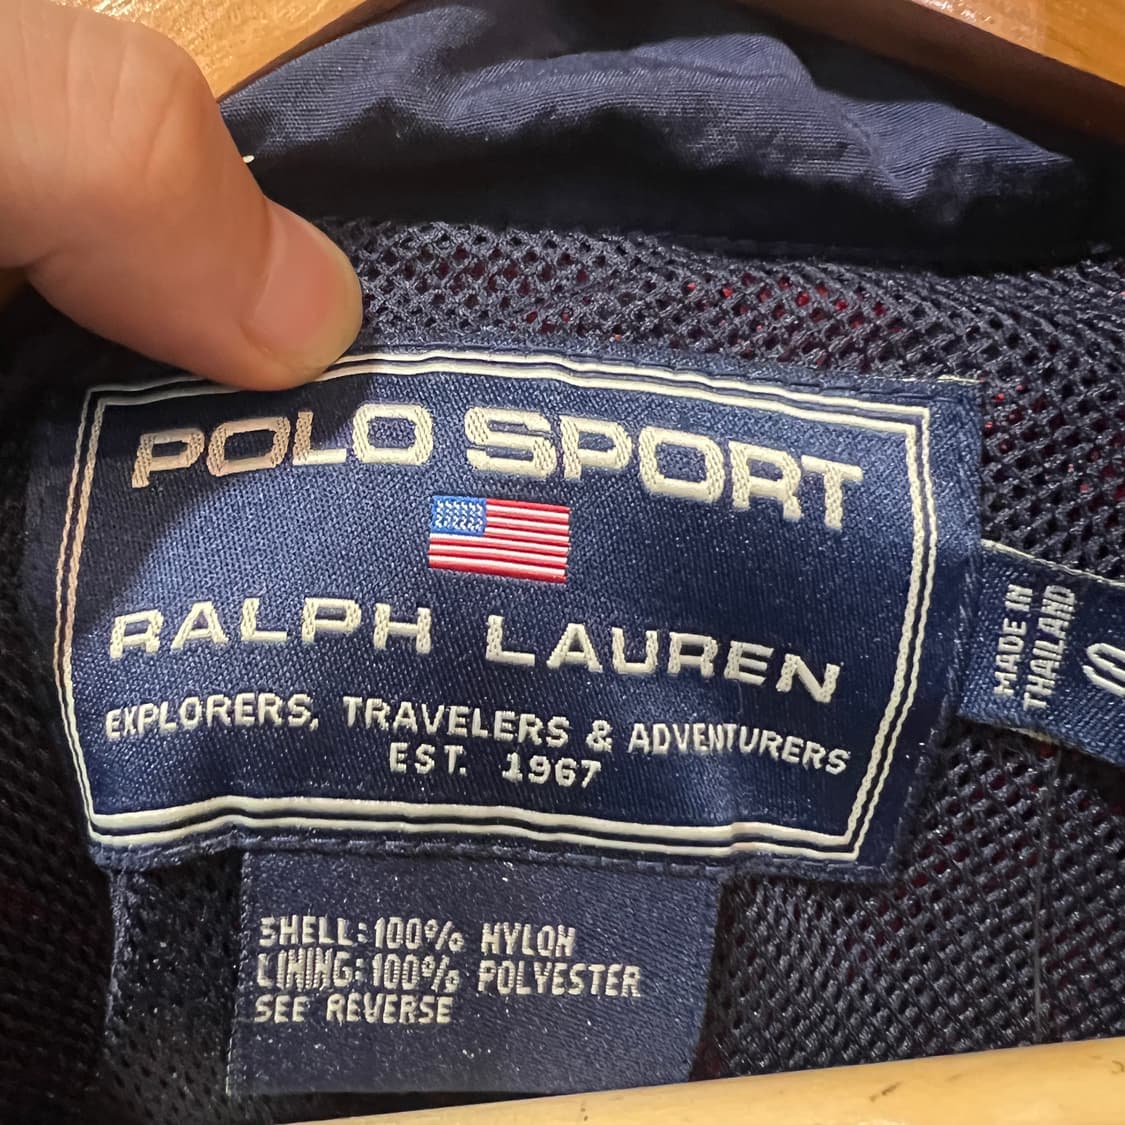 POLO SPORT
RALPH LAUREN
EXPLORERS, TRAVELERS & ADVENTURERS
EST. 1967
MADE IN
THAILAND
SHELL:100% NYLON
LINING:100% POLYESTER
SEE REVERSE